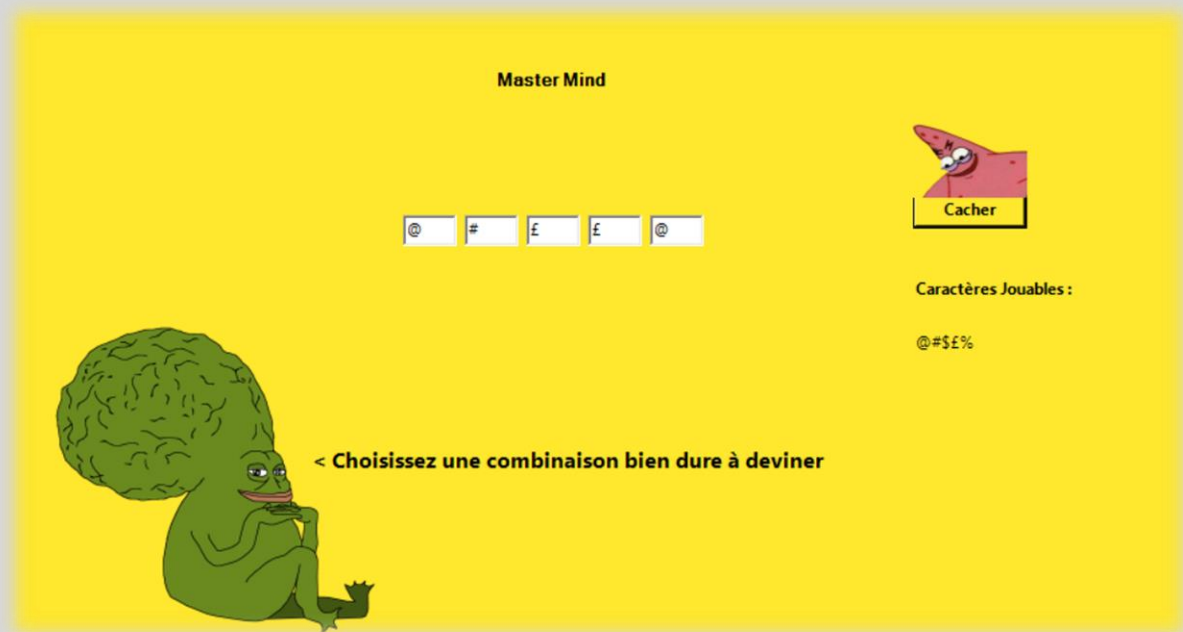 Master Mind
@ # £ £ @
Cacher
Caractères Jouables :
@#$£%
< Choisissez une combinaison bien dure à deviner